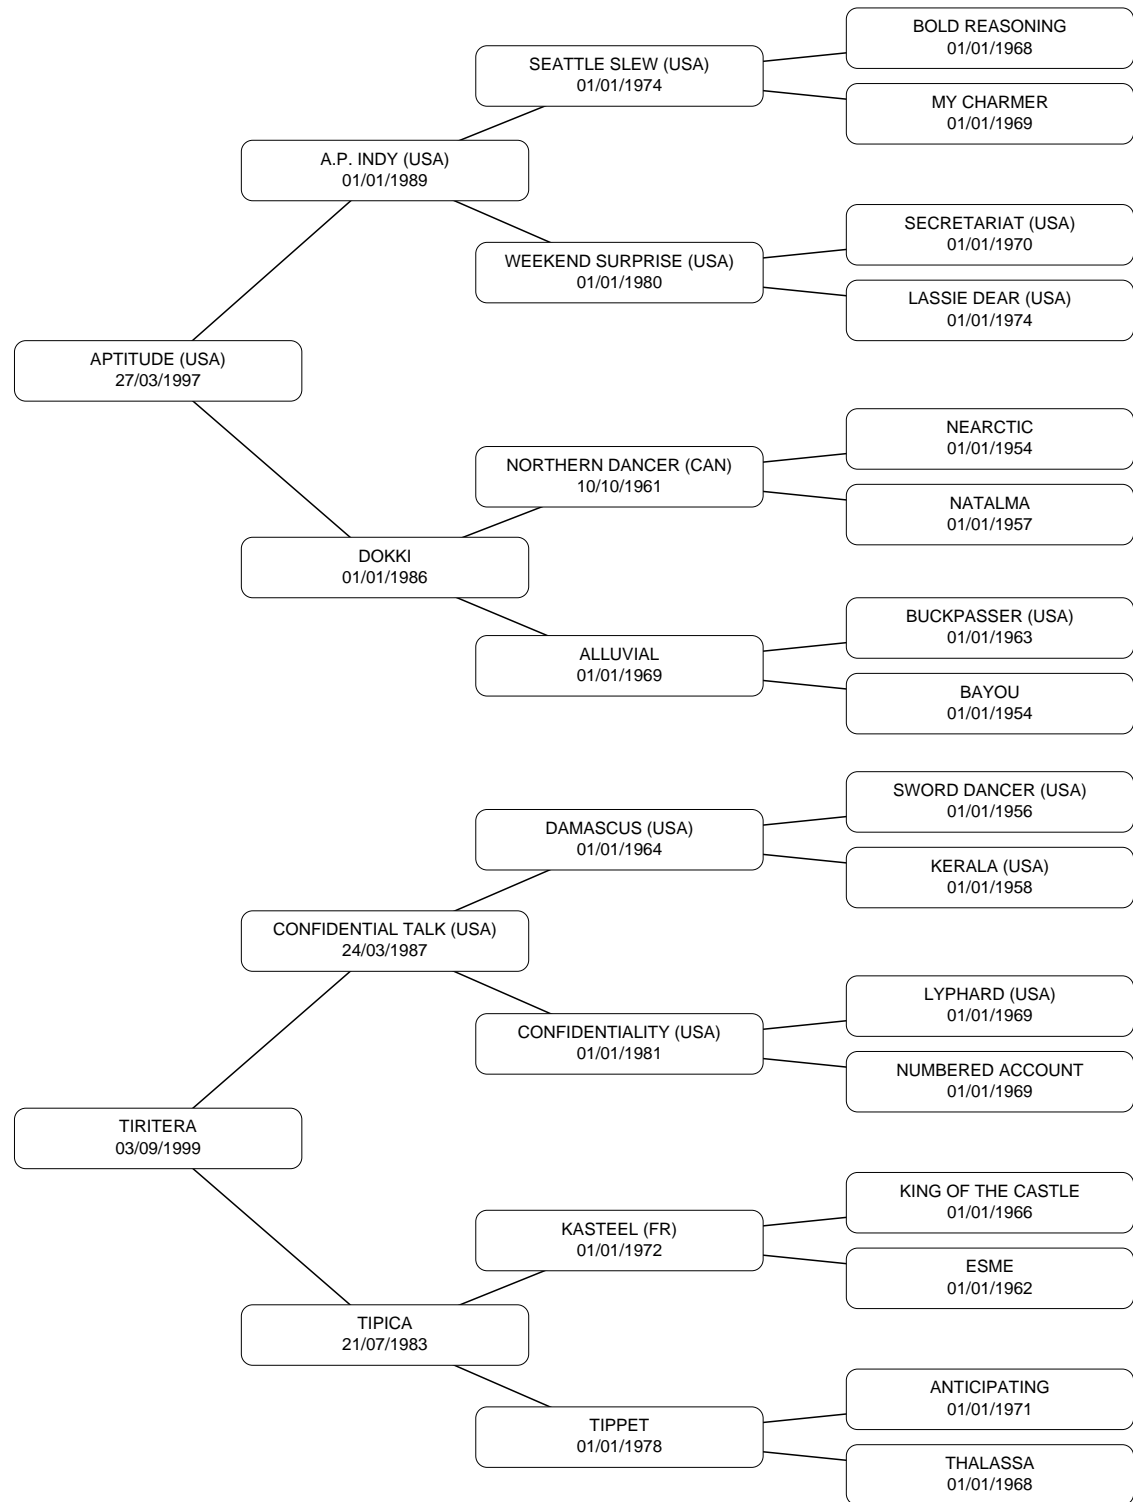 BOLD REASONING
01/01/1968
SEATTLE SLEW (USA)
01/01/1974
MY CHARMER
01/01/1969
A.P. INDY (USA)
01/01/1989
SECRETARIAT (USA)
01/01/1970
WEEKEND SURPRISE (USA)
01/01/1980
LASSIE DEAR (USA)
01/01/1974
APTITUDE (USA)
27/03/1997
NEARCTIC
01/01/1954
NORTHERN DANCER (CAN)
10/10/1961
NATALMA
01/01/1957
DOKKI
01/01/1986
BUCKPASSER (USA)
01/01/1963
ALLUVIAL
01/01/1969
BAYOU
01/01/1954
SWORD DANCER (USA)
01/01/1956
DAMASCUS (USA)
01/01/1964
KERALA (USA)
01/01/1958
CONFIDENTIAL TALK (USA)
24/03/1987
LYPHARD (USA)
01/01/1969
CONFIDENTIALITY (USA)
01/01/1981
NUMBERED ACCOUNT
01/01/1969
TIRITERA
03/09/1999
KING OF THE CASTLE
01/01/1966
KASTEEL (FR)
01/01/1972
ESME
01/01/1962
TIPICA
21/07/1983
ANTICIPATING
01/01/1971
TIPPET
01/01/1978
THALASSA
01/01/1968